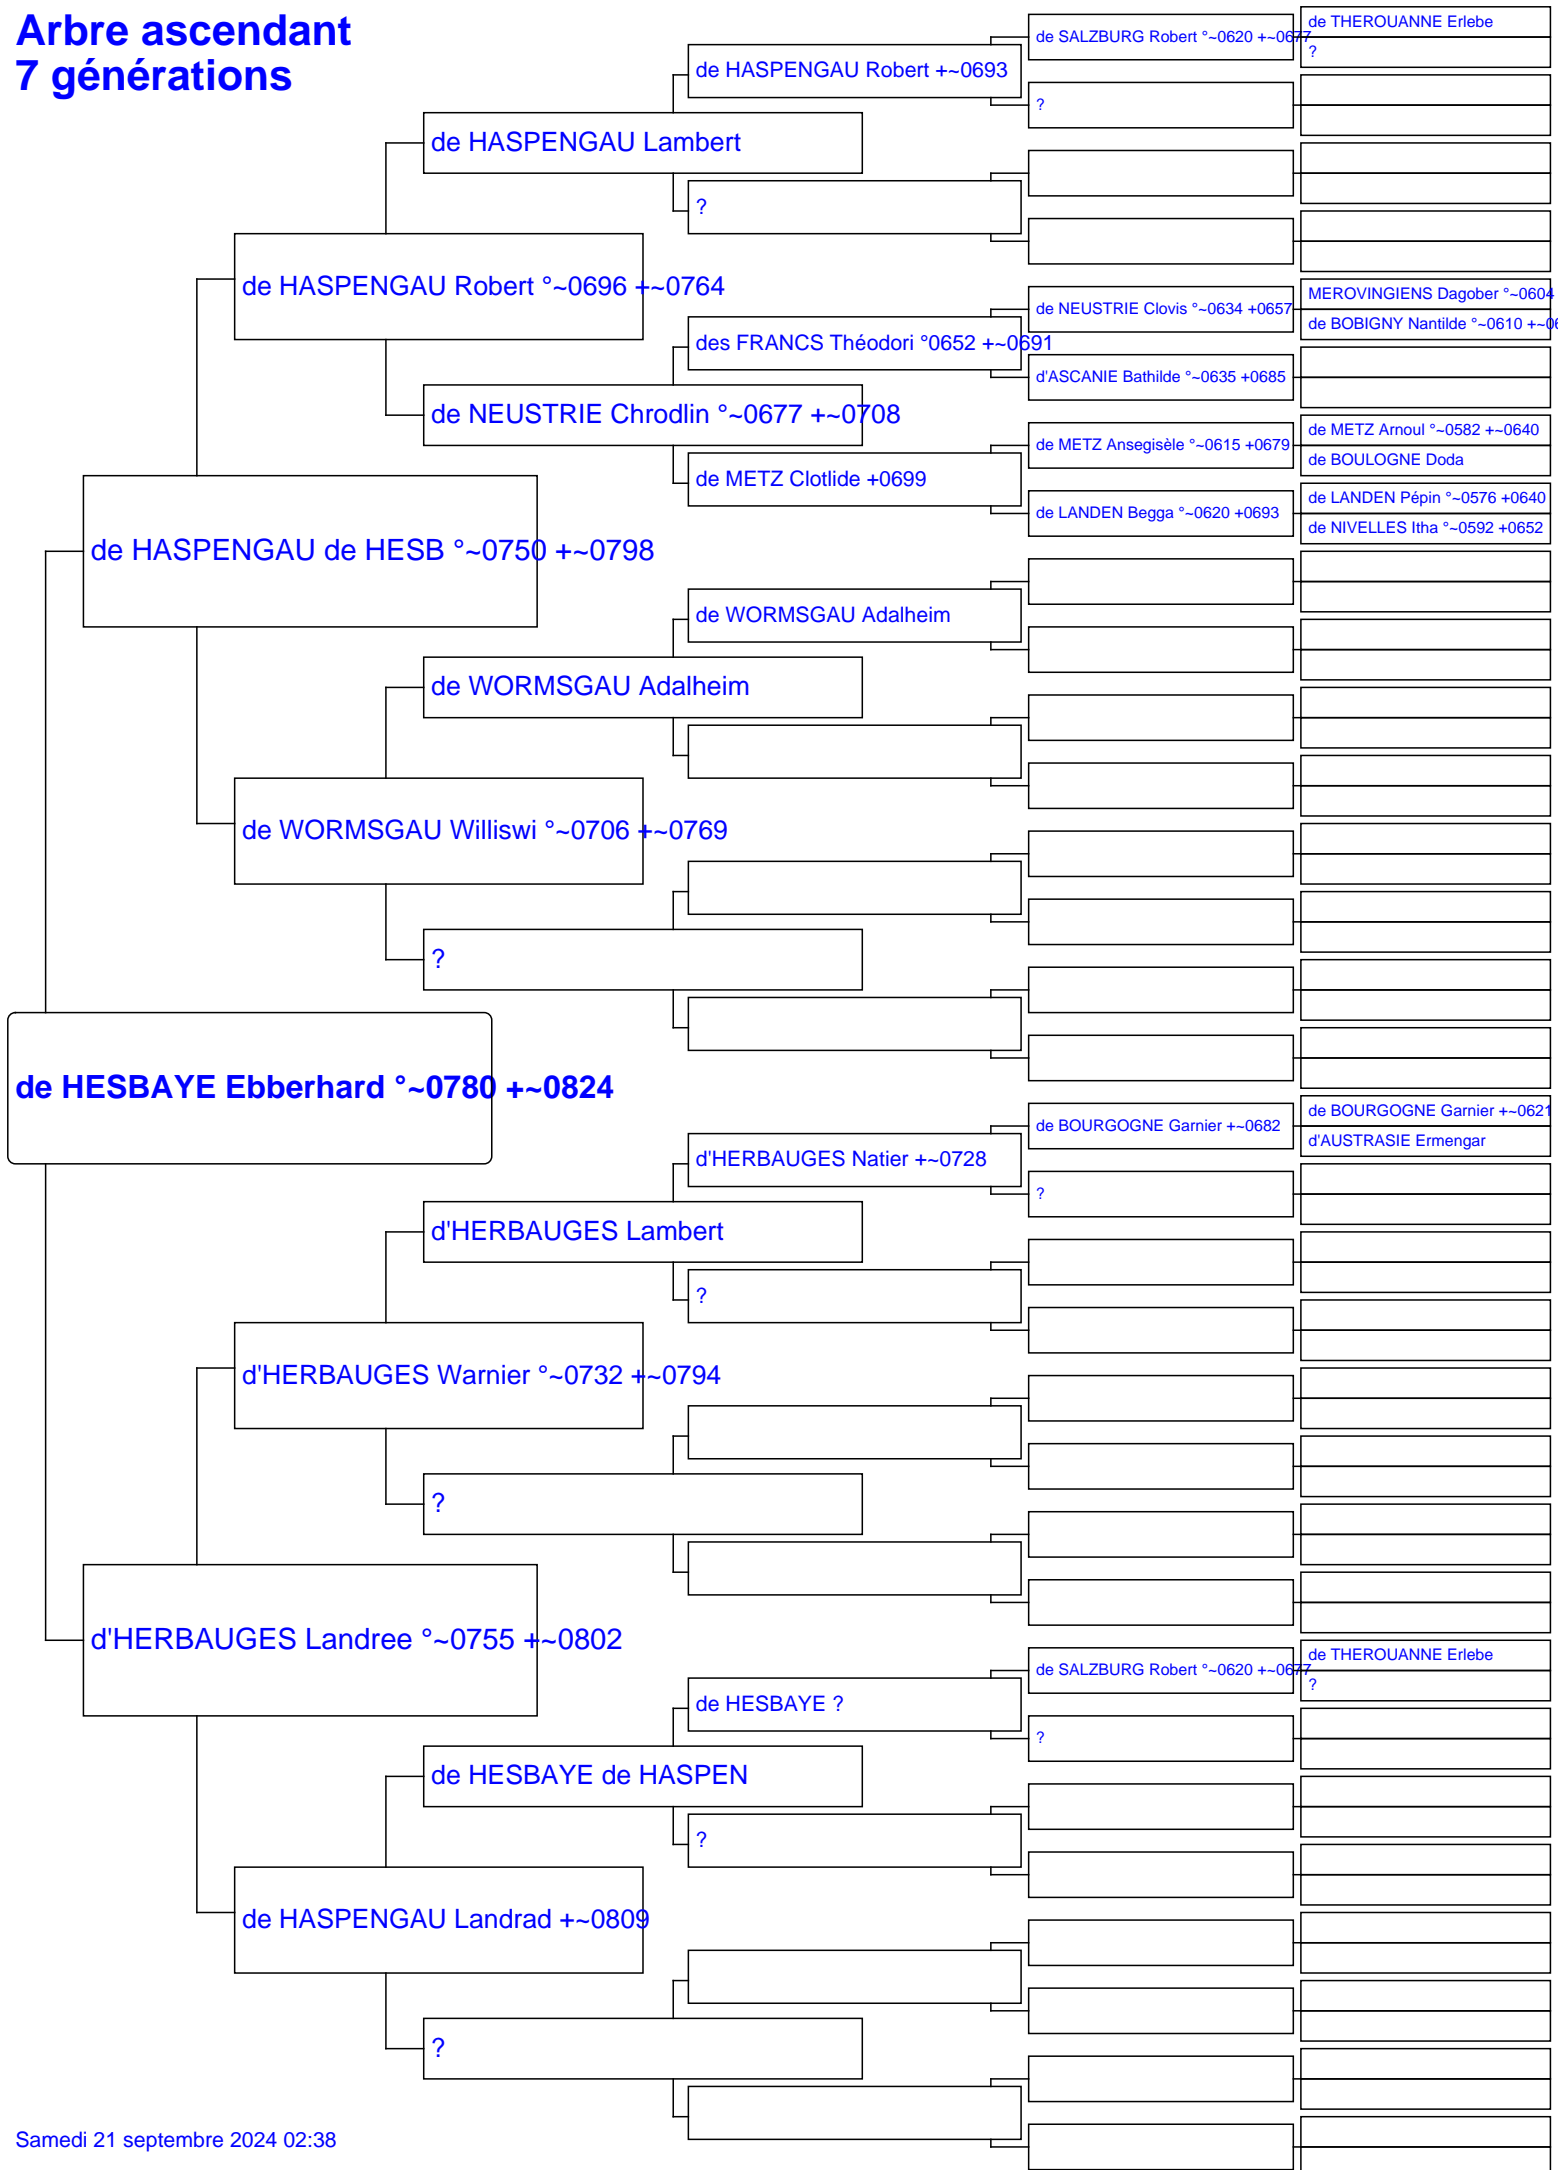 Arbre ascendant
7 générations
de THEROUANNE Erlebe
de SALZBURG Robert °~0620 +~0677
?
de HASPENGAU Robert +~0693
?
de HASPENGAU Lambert
?
de HASPENGAU Robert °~0696 +~0764
MEROVINGIENS Dagober °~0604
de NEUSTRIE Clovis °~0634 +0657
de BOBIGNY Nantilde °~0610 +~06
des FRANCS Théodori °0652 +~0691
d'ASCANIE Bathilde °~0635 +0685
de NEUSTRIE Chrodlin °~0677 +~0708
de METZ Arnoul °~0582 +~0640
de METZ Ansegisèle °~0615 +0679
de BOULOGNE Doda
de METZ Clotlide +0699
de LANDEN Pépin °~0576 +0640
de LANDEN Begga °~0620 +0693
de NIVELLES Itha °~0592 +0652
de HASPENGAU de HESB °~0750 +~0798
de WORMSGAU Adalheim
de WORMSGAU Adalheim
de WORMSGAU Williswi °~0706 +~0769
?
de HESBAYE Ebberhard °~0780 +~0824
de BOURGOGNE Garnier +~0621
de BOURGOGNE Garnier +~0682
d'AUSTRASIE Ermengar
d'HERBAUGES Natier +~0728
?
d'HERBAUGES Lambert
?
d'HERBAUGES Warnier °~0732 +~0794
?
d'HERBAUGES Landree °~0755 +~0802
de THEROUANNE Erlebe
de SALZBURG Robert °~0620 +~0677
?
de HESBAYE ?
?
de HESBAYE de HASPEN
?
de HASPENGAU Landrad +~0809
?
Samedi 21 septembre 2024 02:38